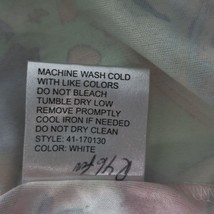 MACHINE WASH COLD
WITH LIKE COLORS
DO NOT BLEACH
TUMBLE DRY LOW
REMOVE PROMPTLY
COOL IRON IF NEEDED
DO NOT DRY CLEAN
STYLE: 41-170130
COLOR: WHITE